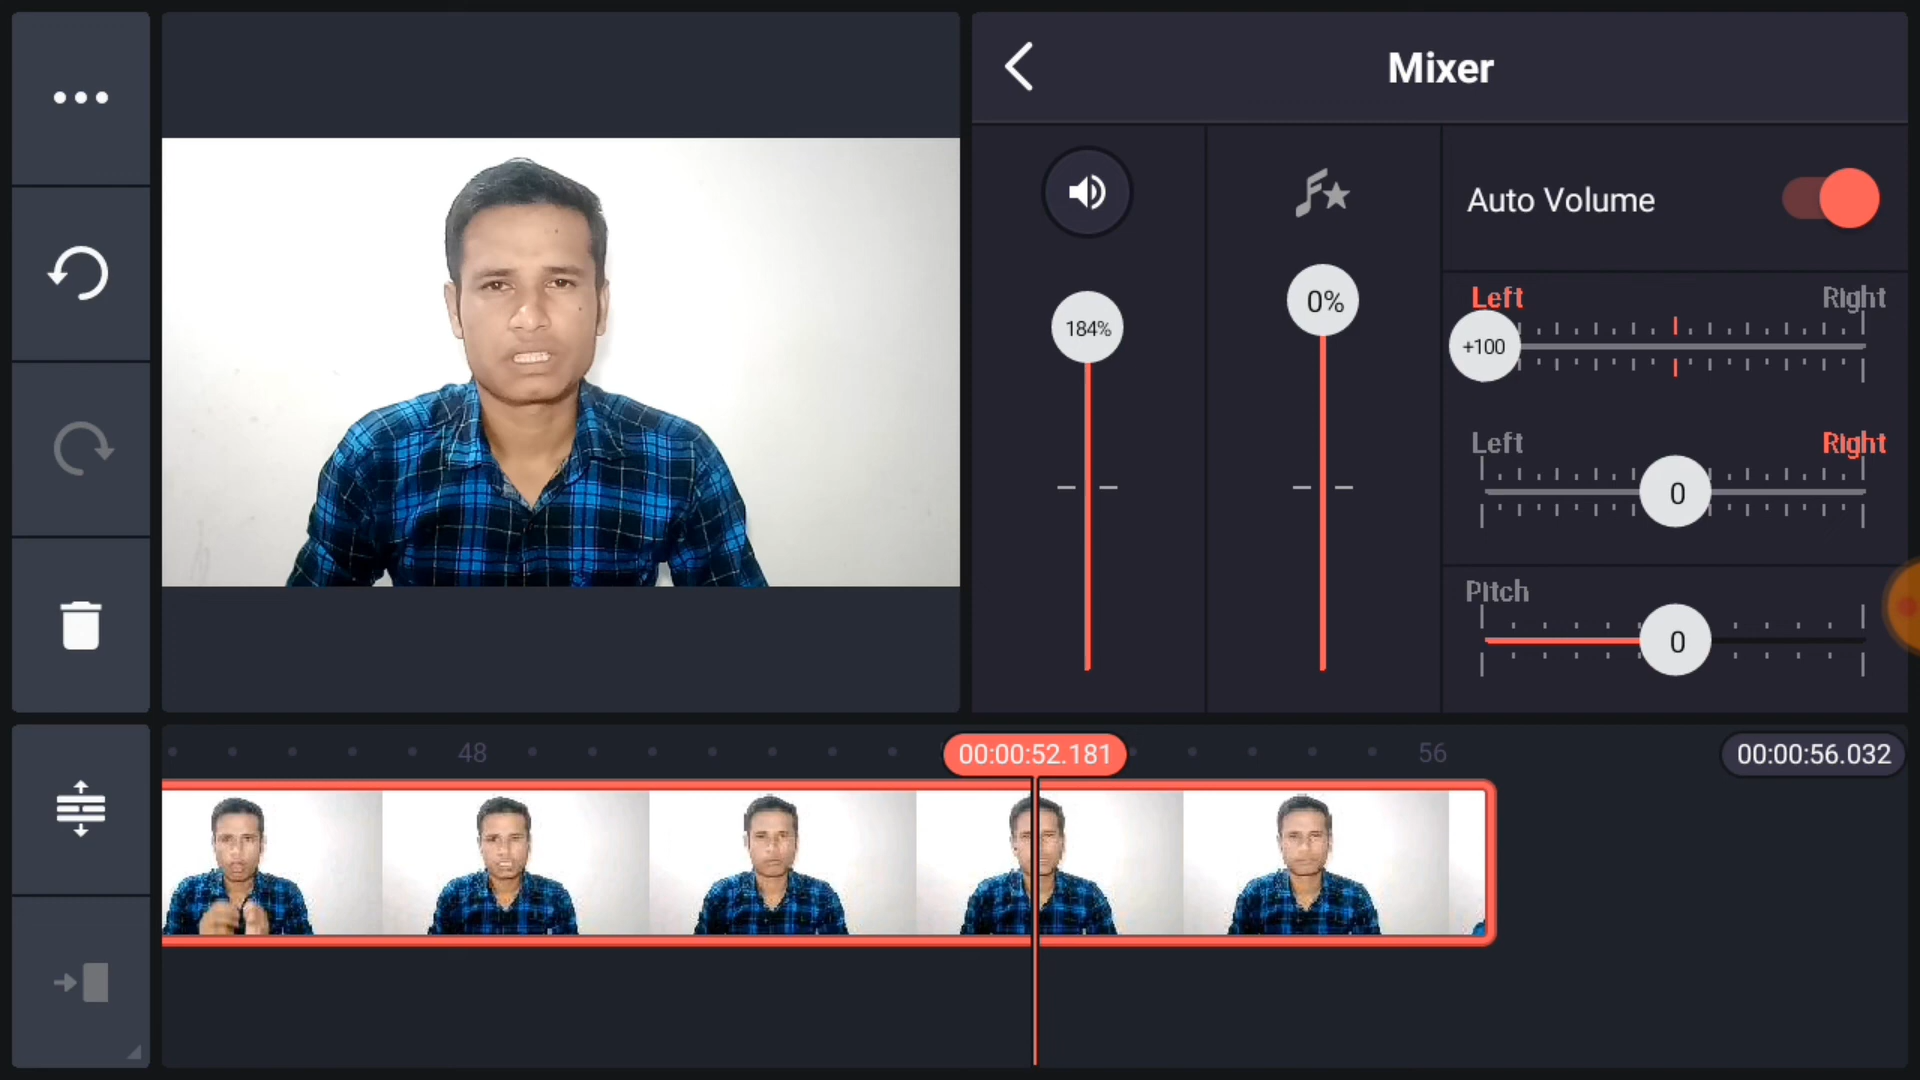 Mixer
Auto Volume
184%
0%
Left Right
+100
Left Right
0
Pitch
0
48
00:00:52.181
56
00:00:56.032